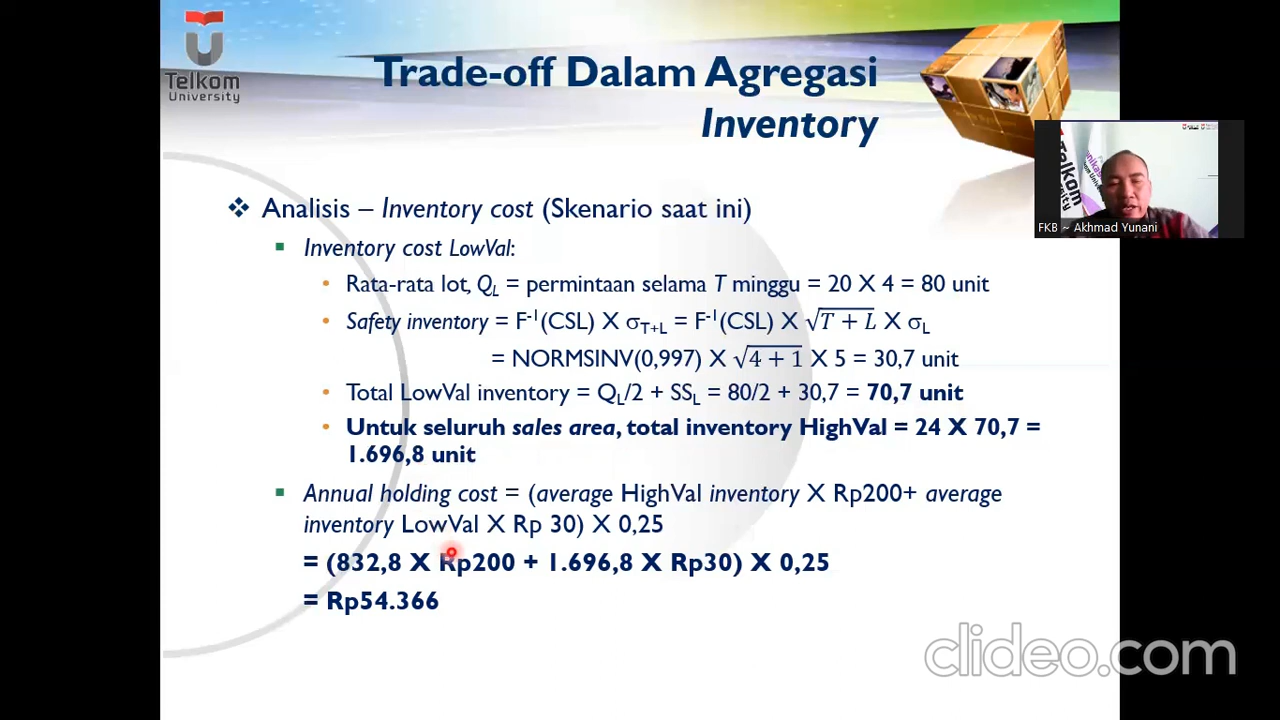 Telkom
University
Trade-off Dalam Agregasi
Inventory
❖ Analisis – Inventory cost (Skenario saat ini)
▪ Inventory cost LowVal:
• Rata-rata lot, QL = permintaan selama T minggu = 20 X 4 = 80 unit
• Safety inventory = F-1(CSL) X σT+L = F-1(CSL) X √T + L X σL
= NORMSINV(0,997) X √4 + 1 X 5 = 30,7 unit
• Total LowVal inventory = QL/2 + SSL = 80/2 + 30,7 = 70,7 unit
• Untuk seluruh sales area, total inventory HighVal = 24 X 70,7 =
1.696,8 unit
▪ Annual holding cost = (average HighVal inventory X Rp200+ average
inventory LowVal X Rp 30) X 0,25
= (832,8 X Rp200 + 1.696,8 X Rp30) X 0,25
= Rp54.366
Telkom
University
FKB ~ Akhmad Yunani
clideo.com